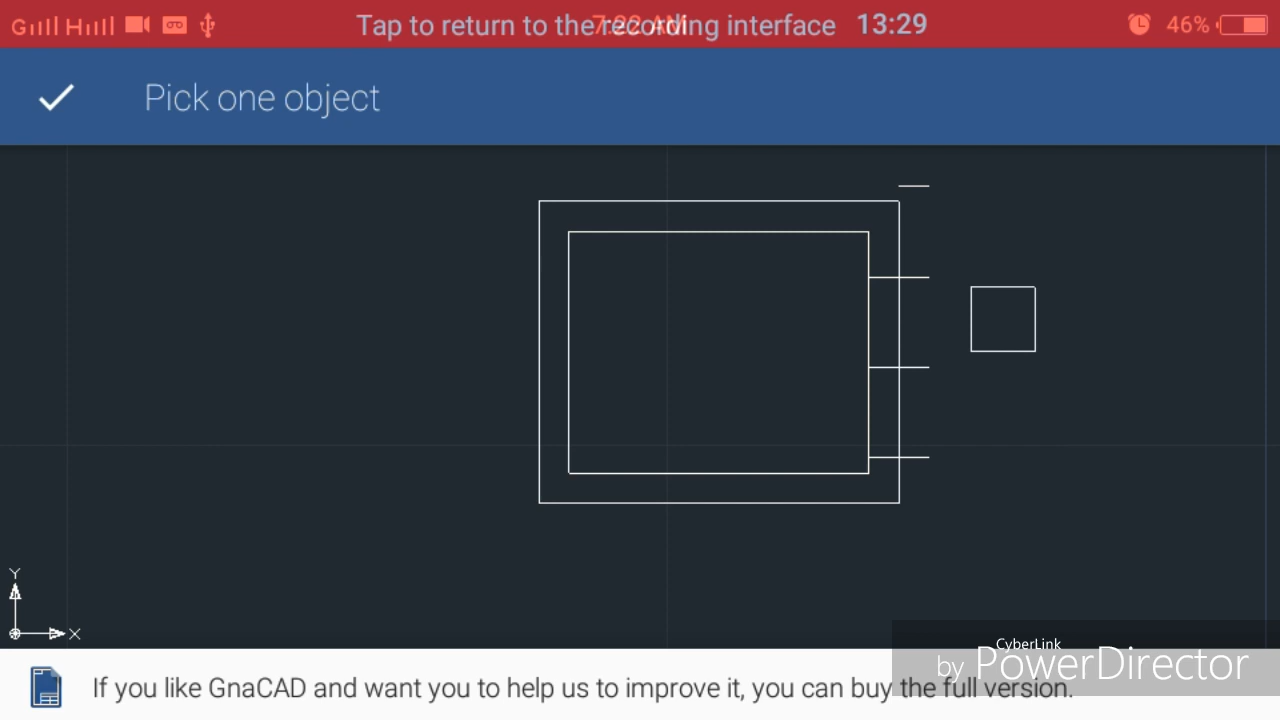 Tap to return to the recording interface 13:29
46%
Pick one object
Y
X
CyberLink
by PowerDirector
If you like GnaCAD and want you to help us to improve it, you can buy the full version.